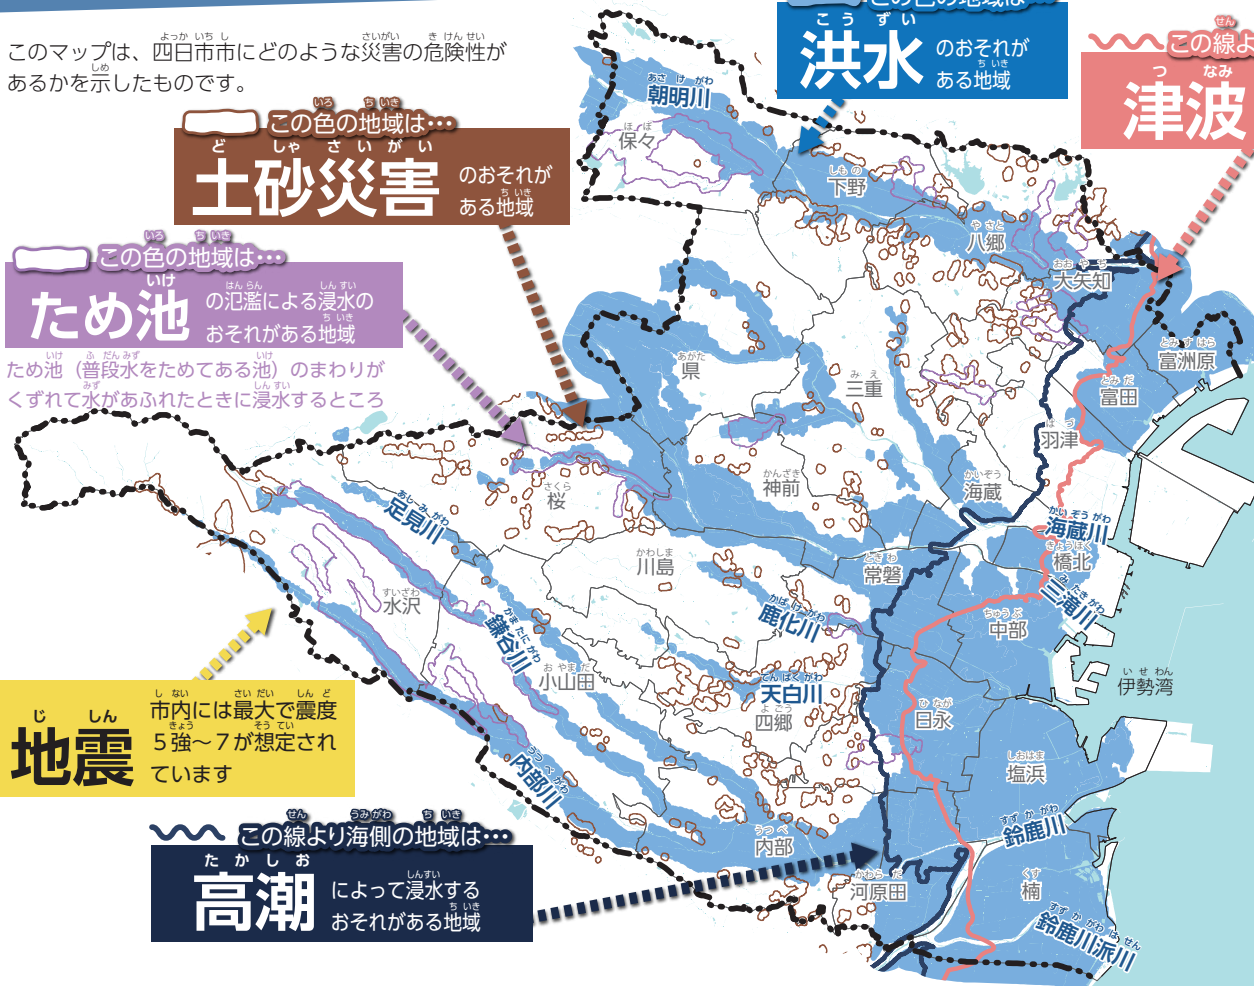 このマップは、四日市市にどのような災害の危険性が
あるかを示したものです。
この色の地域は…
洪水 のおそれが
ある地域
この線よ
津波
この色の地域は…
土砂災害 のおそれが
ある地域
この色の地域は…
ため池 の氾濫による浸水の
おそれがある地域
ため池（普段水をためてある池）のまわりが
くずれて水があふれたときに浸水するところ
地震 市内には最大で震度
５強～７が想定され
ています
この線より海側の地域は…
高潮 によって浸水する
おそれがある地域
朝明川
保々
下野
八郷
大矢知
富洲原
県
三重
富田
羽津
桜
神前
海蔵
足見川
海蔵川
橋北
川島
常磐
水沢
三滝川
鹿化川
中部
鎌谷川
小山田
天白川
伊勢湾
四郷
日永
内部川
塩浜
鈴鹿川
内部
河原田
楠
鈴鹿川派川